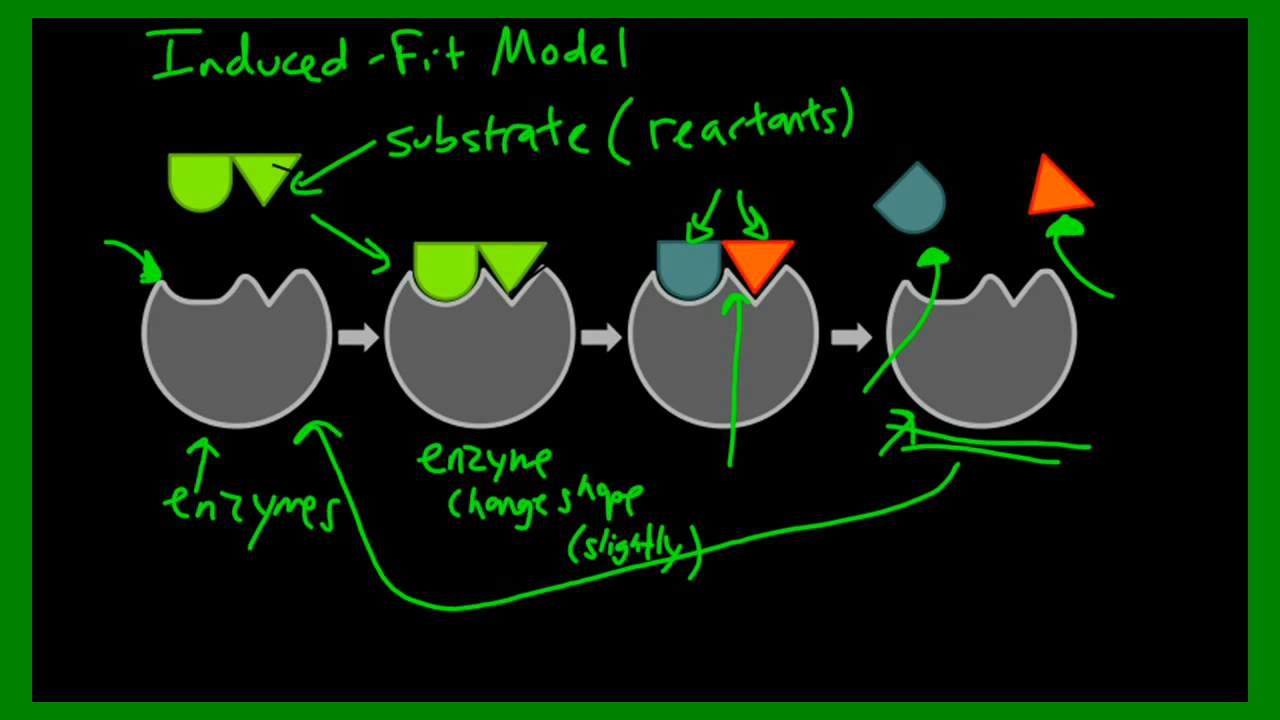 Induced-Fit Model
substrate (reactants)
enzymes
enzyme
change shape
(slightly)